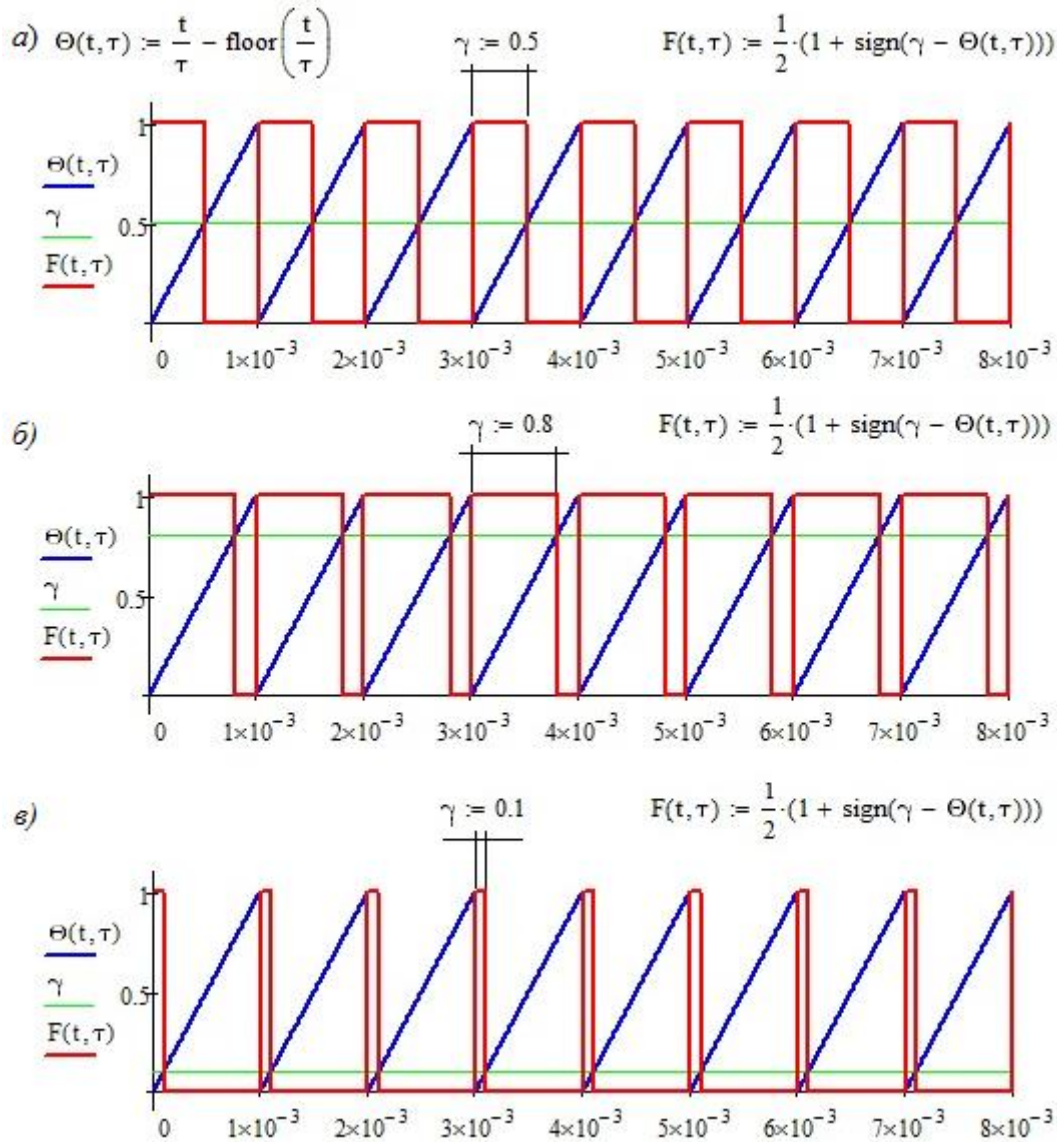 а) Θ(t,τ) := t/τ − floor(t/τ) γ := 0.5 F(t,τ) := 1/2·(1 + sign(γ − Θ(t,τ)))
1
Θ(t,τ)
γ
0.5
F(t,τ)
0 1×10⁻³ 2×10⁻³ 3×10⁻³ 4×10⁻³ 5×10⁻³ 6×10⁻³ 7×10⁻³ 8×10⁻³
б) γ := 0.8 F(t,τ) := 1/2·(1 + sign(γ − Θ(t,τ)))
1
Θ(t,τ)
γ
0.5
F(t,τ)
0 1×10⁻³ 2×10⁻³ 3×10⁻³ 4×10⁻³ 5×10⁻³ 6×10⁻³ 7×10⁻³ 8×10⁻³
в) γ := 0.1 F(t,τ) := 1/2·(1 + sign(γ − Θ(t,τ)))
1
Θ(t,τ)
γ
0.5
F(t,τ)
0 1×10⁻³ 2×10⁻³ 3×10⁻³ 4×10⁻³ 5×10⁻³ 6×10⁻³ 7×10⁻³ 8×10⁻³